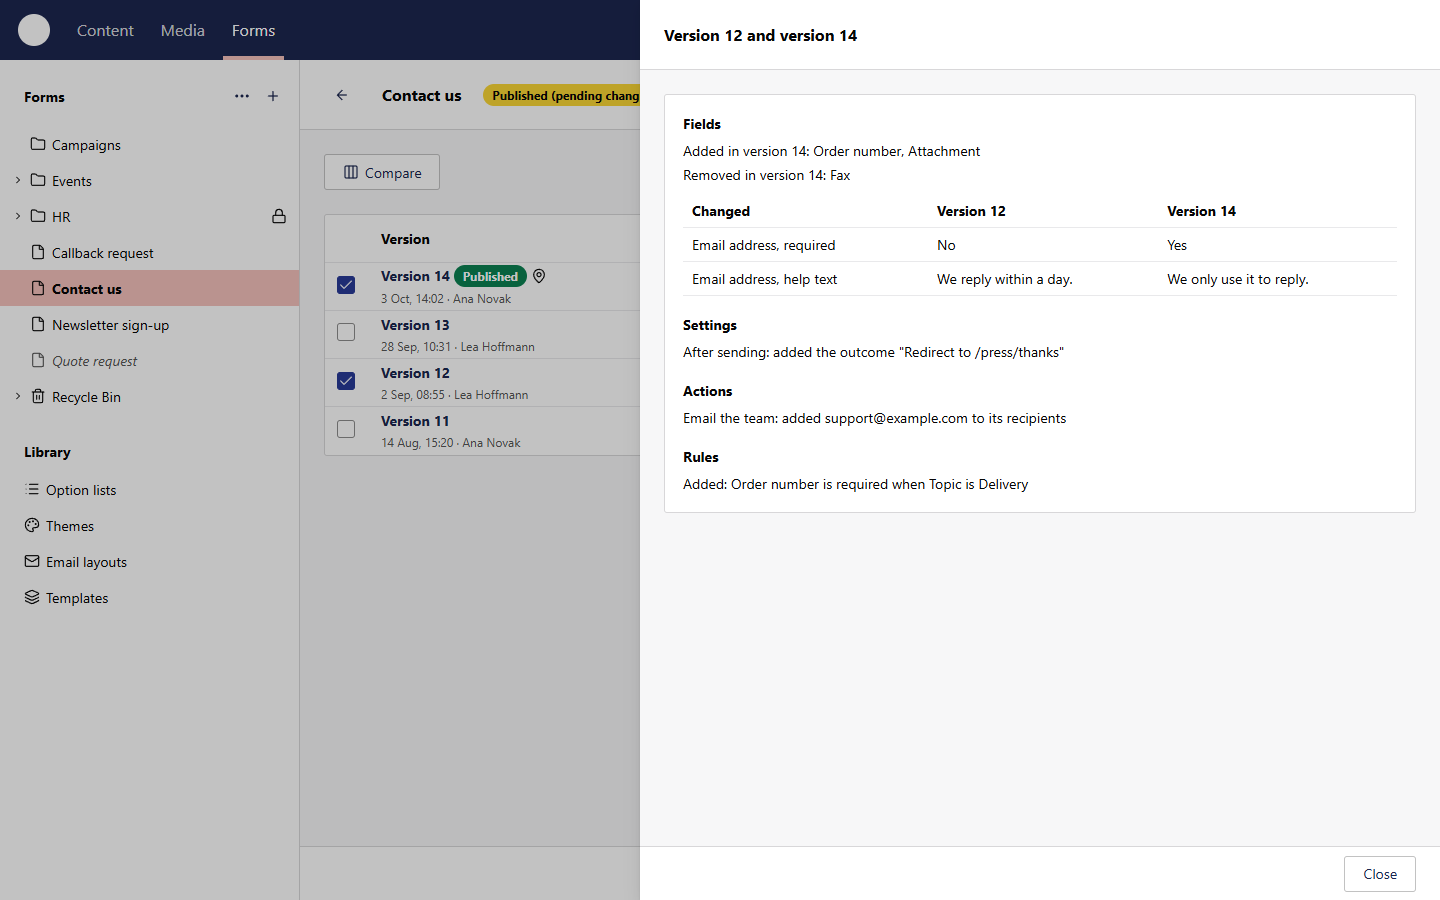 Content Media Forms
Forms
Campaigns
Events
HR
Callback request
Contact us
Newsletter sign-up
Quote request
Recycle Bin
Library
Option lists
Themes
Email layouts
Templates
Contact us Published (pending chang
Compare
Version
Version 14 Published
3 Oct, 14:02 · Ana Novak
Version 13
28 Sep, 10:31 · Lea Hoffmann
Version 12
2 Sep, 08:55 · Lea Hoffmann
Version 11
14 Aug, 15:20 · Ana Novak
Version 12 and version 14
Fields
Added in version 14: Order number, Attachment
Removed in version 14: Fax
Changed Version 12 Version 14
Email address, required No Yes
Email address, help text We reply within a day. We only use it to reply.
Settings
After sending: added the outcome "Redirect to /press/thanks"
Actions
Email the team: added support@example.com to its recipients
Rules
Added: Order number is required when Topic is Delivery
Close